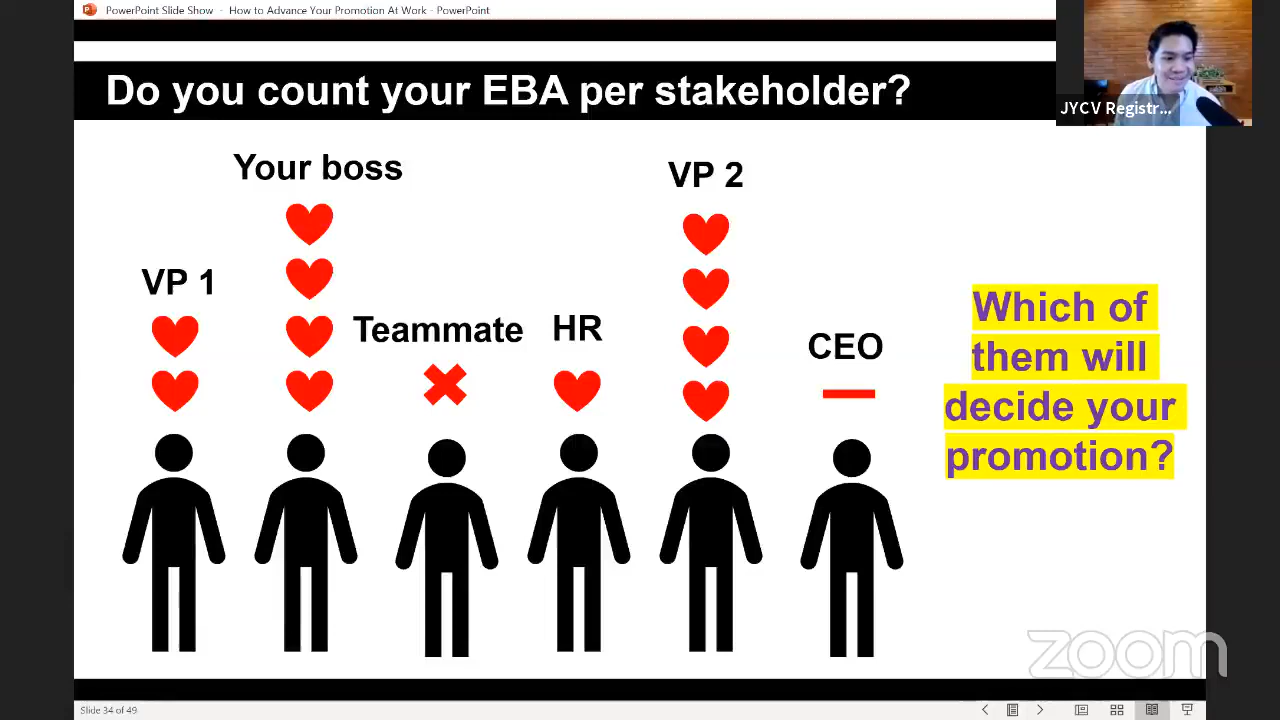 PowerPoint Slide Show - How to Advance Your Promotion At Work - PowerPoint
Do you count your EBA per stakeholder?
JYCV Registr...
Your boss
VP 2
VP 1
Teammate
HR
CEO
Which of
them will
decide your
promotion?
zoom
Slide 34 of 49